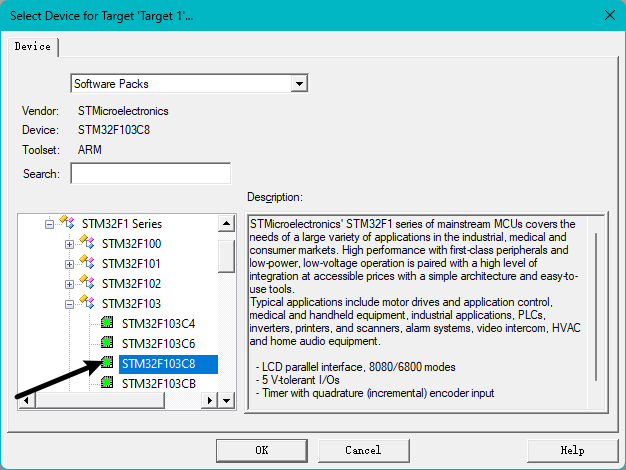 Select Device for Target 'Target 1'...
Device
Software Packs
Vendor: STMicroelectronics
Device: STM32F103C8
Toolset: ARM
Search:
Description:
STM32F1 Series
STM32F100
STM32F101
STM32F102
STM32F103
STM32F103C4
STM32F103C6
STM32F103C8
STM32F103CB
STMicroelectronics' STM32F1 series of mainstream MCUs covers the
needs of a large variety of applications in the industrial, medical and
consumer markets. High performance with first-class peripherals and
low-power, low-voltage operation is paired with a high level of
integration at accessible prices with a simple architecture and easy-to-
use tools.
Typical applications include motor drives and application control,
medical and handheld equipment, industrial applications, PLCs,
inverters, printers, and scanners, alarm systems, video intercom, HVAC
and home audio equipment.
- LCD parallel interface, 8080/6800 modes
- 5 V-tolerant I/Os
- Timer with quadrature (incremental) encoder input
OK
Cancel
Help